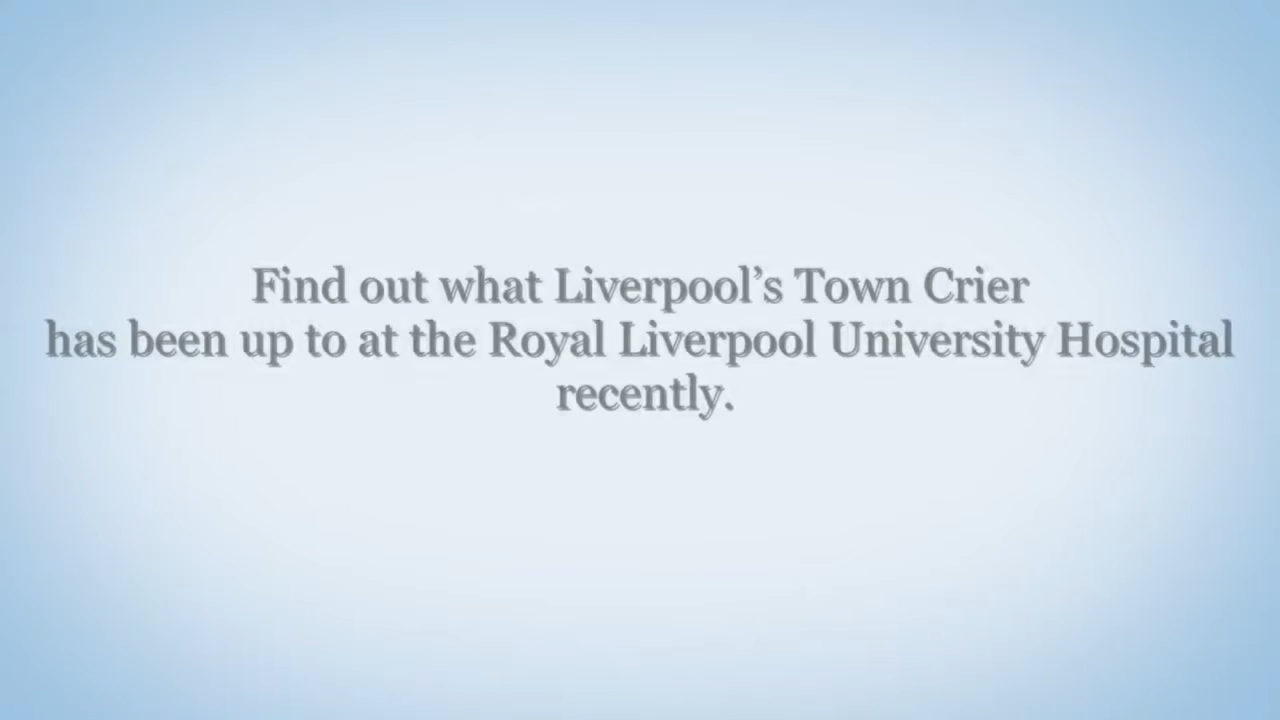 Find out what Liverpool’s Town Crier
has been up to at the Royal Liverpool University Hospital
recently.